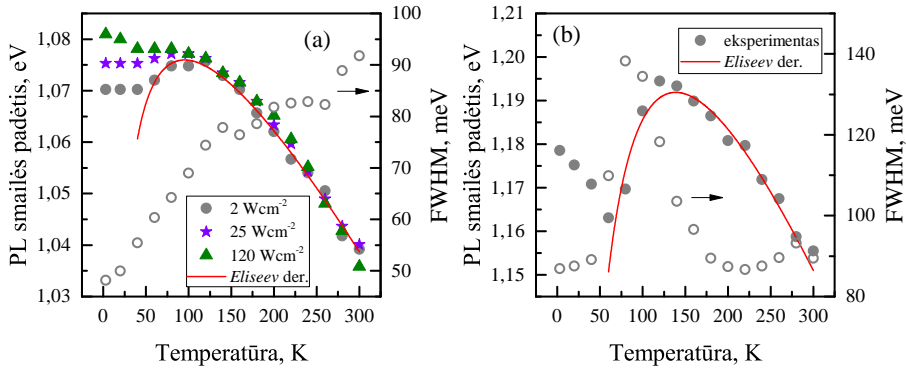 (a)
PL smailės padėtis, eV
1,08
1,07
1,06
1,05
1,04
1,03
100
90
80
70
60
50
FWHM, meV
2 Wcm-2
25 Wcm-2
120 Wcm-2
Eliseev der.
0 50 100 150 200 250 300
Temperatūra, K
(b)
PL smailės padėtis, eV
1,21
1,20
1,19
1,18
1,17
1,16
1,15
140
120
100
80
FWHM, meV
eksperimentas
Eliseev der.
0 50 100 150 200 250 300
Temperatūra, K